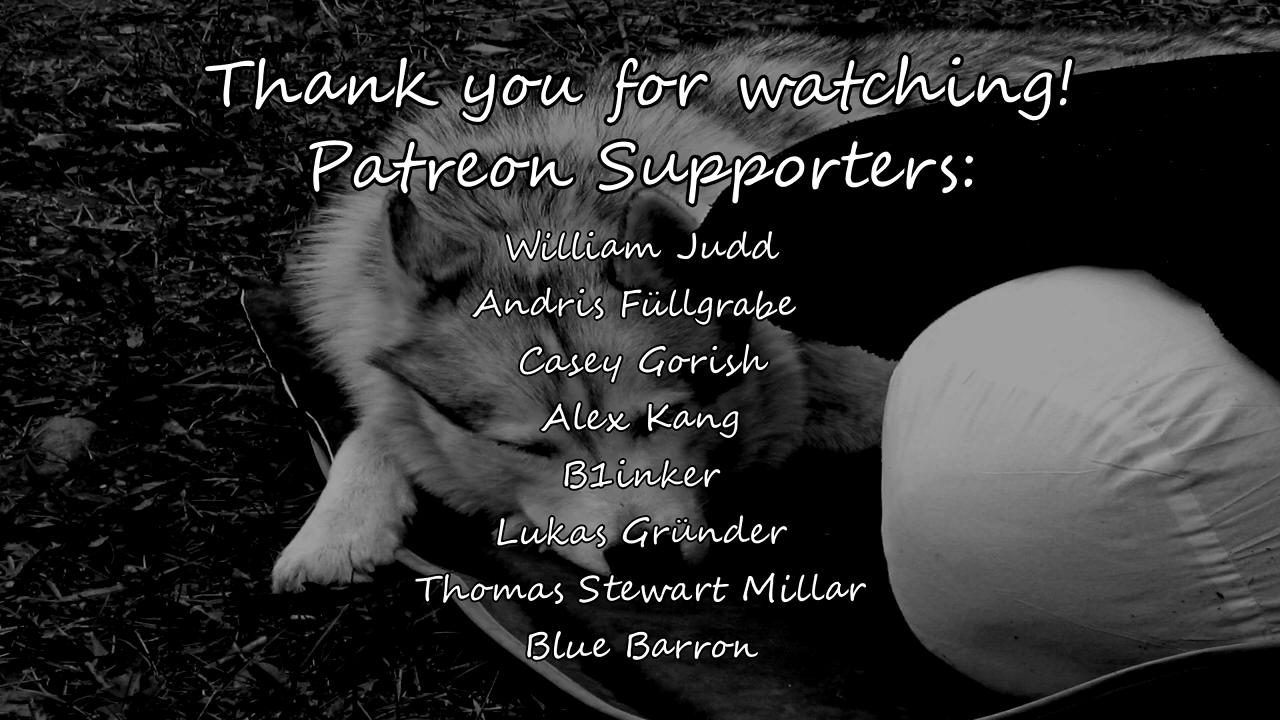 Thank you for watching!
Patreon Supporters:
William Judd
Andris Füllgrabe
Casey Gorish
Alex Kang
B1inker
Lukas Gründer
Thomas Stewart Millar
Blue Barron